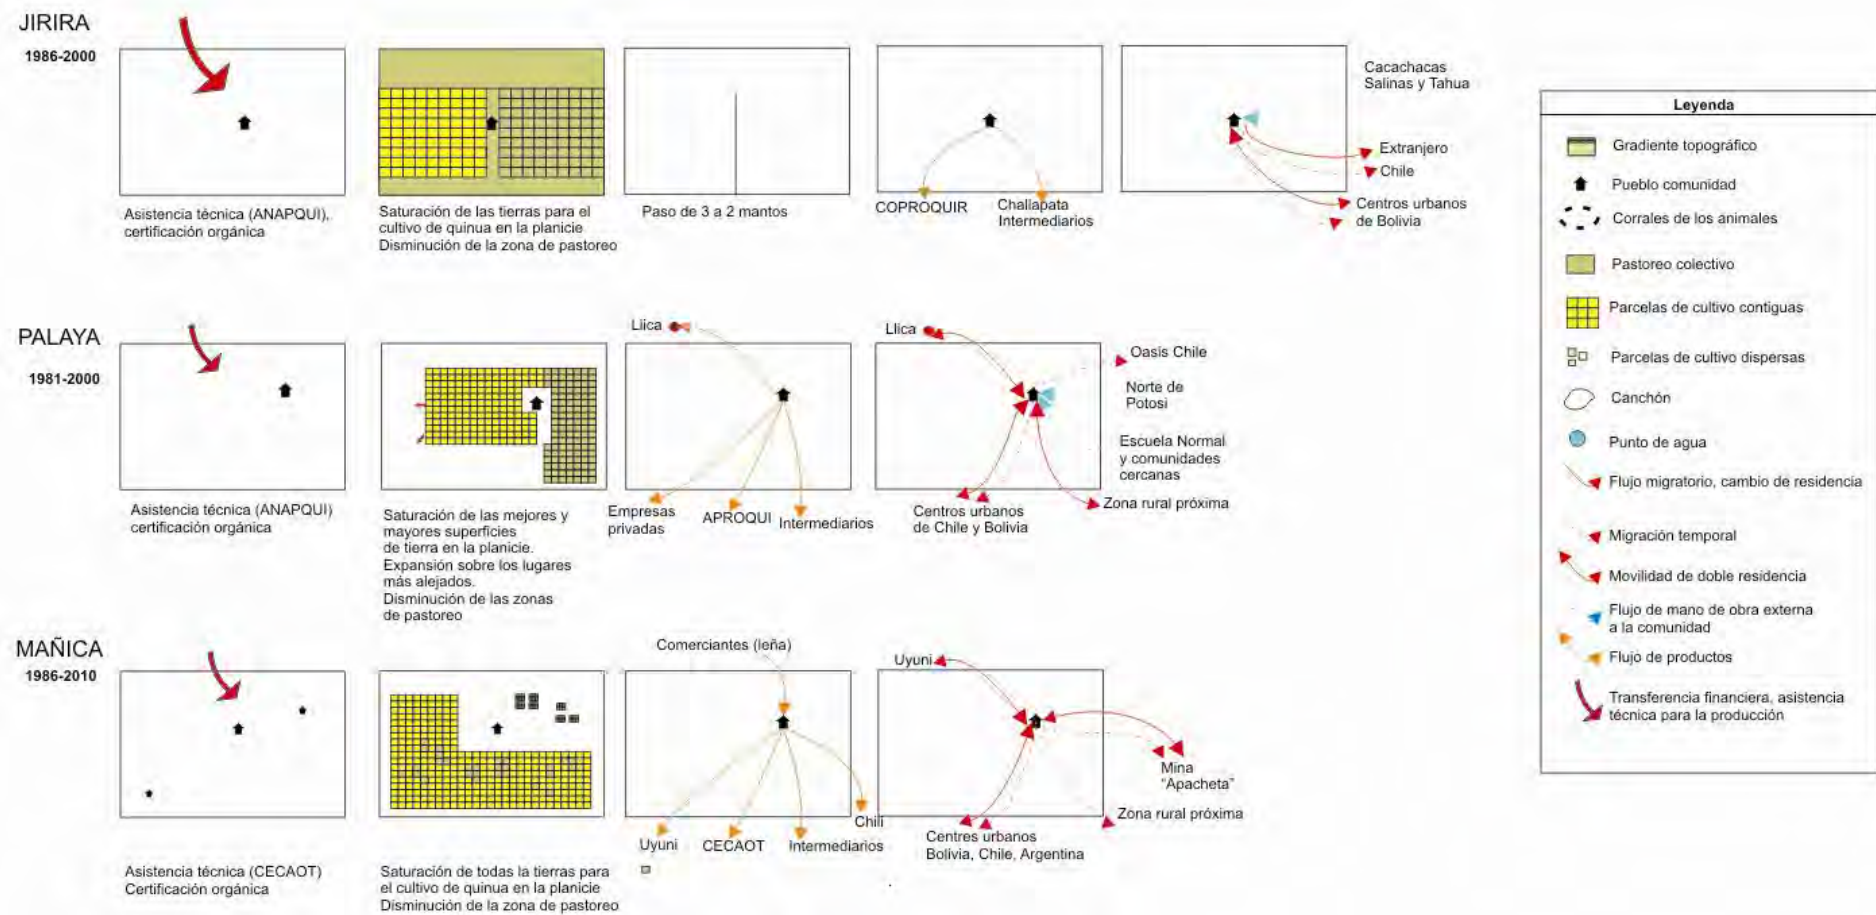 JIRIRA
1986-2000
Asistencia técnica (ANAPQUI),
certificación orgánica
Saturación de las tierras para el
cultivo de quinua en la planicie
Disminución de la zona de pastoreo
Paso de 3 a 2 mantos
COPROQUIR
Challapata
Intermediarios
Cacachacas
Salinas y Tahua
Extranjero
Chile
Centros urbanos
de Bolivia
PALAYA
1981-2000
Asistencia técnica (ANAPQUI)
certificación orgánica
Saturación de las mejores y
mayores superficies
de tierra en la planicie.
Expansión sobre los lugares
más alejados.
Disminución de las zonas
de pastoreo
Llica
Empresas
privadas
APROQUI
Intermediarios
Llica
Oasis Chile
Norte de
Potosi
Escuela Normal
y comunidades
cercanas
Zona rural próxima
Centros urbanos
de Chile y Bolivia
MAÑICA
1986-2010
Asistencia técnica (CECAOT)
Certificación orgánica
Saturación de todas la tierras para
el cultivo de quinua en la planicie
Disminución de la zona de pastoreo
Comerciantes (leña)
Uyuni
CECAOT
Intermediarios
Chili
Uyuni
Mina
“Apacheta”
Zona rural próxima
Centres urbanos
Bolivia, Chile, Argentina
Leyenda
Gradiente topográfico
Pueblo comunidad
Corrales de los animales
Pastoreo colectivo
Parcelas de cultivo contiguas
Parcelas de cultivo dispersas
Canchón
Punto de agua
Flujo migratorio, cambio de residencia
Migración temporal
Movilidad de doble residencia
Flujo de mano de obra externa
a la comunidad
Flujo de productos
Transferencia financiera, asistencia
técnica para la producción